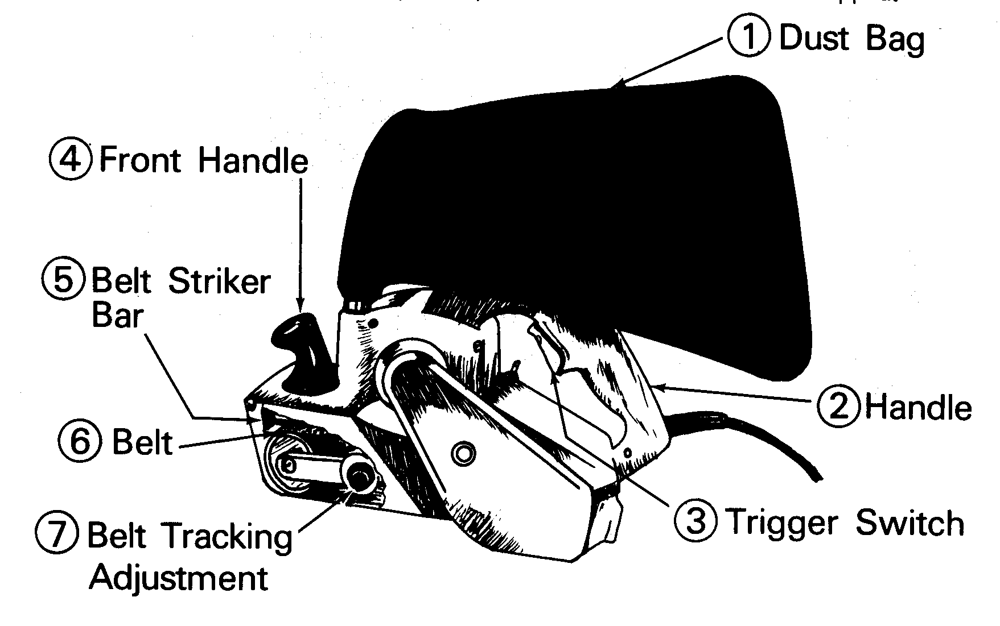 ① Dust Bag
④ Front Handle
⑤ Belt Striker
Bar
② Handle
⑥ Belt
③ Trigger Switch
⑦ Belt Tracking
Adjustment